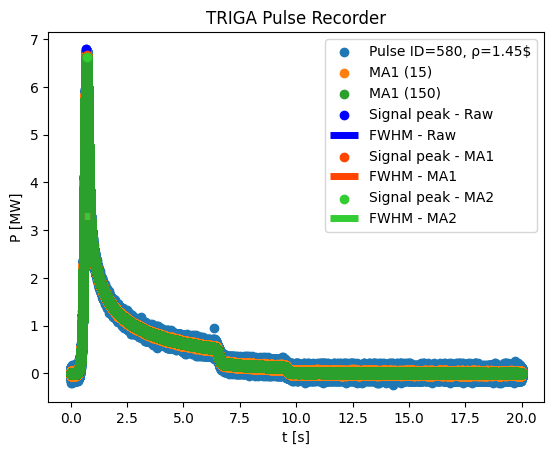 TRIGA Pulse Recorder
Pulse ID=580, ρ=1.45$
MA1 (15)
MA1 (150)
Signal peak - Raw
FWHM - Raw
Signal peak - MA1
FWHM - MA1
Signal peak - MA2
FWHM - MA2
P [MW]
7
6
5
4
3
2
1
0
0.0 2.5 5.0 7.5 10.0 12.5 15.0 17.5 20.0
t [s]